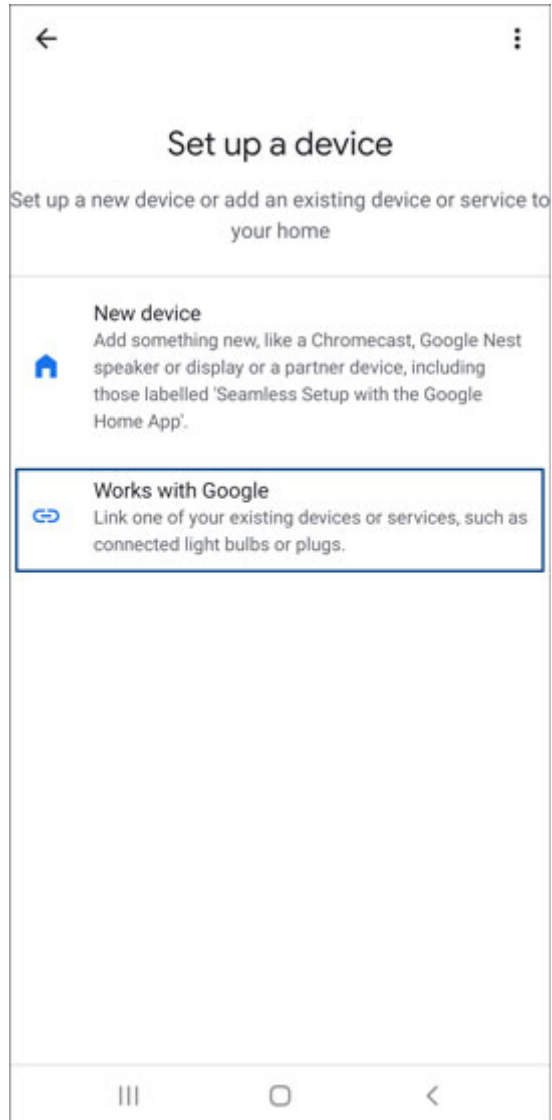 Set up a device
Set up a new device or add an existing device or service to
your home
New device
Add something new, like a Chromecast, Google Nest
speaker or display or a partner device, including
those labelled 'Seamless Setup with the Google
Home App'.
Works with Google
Link one of your existing devices or services, such as
connected light bulbs or plugs.